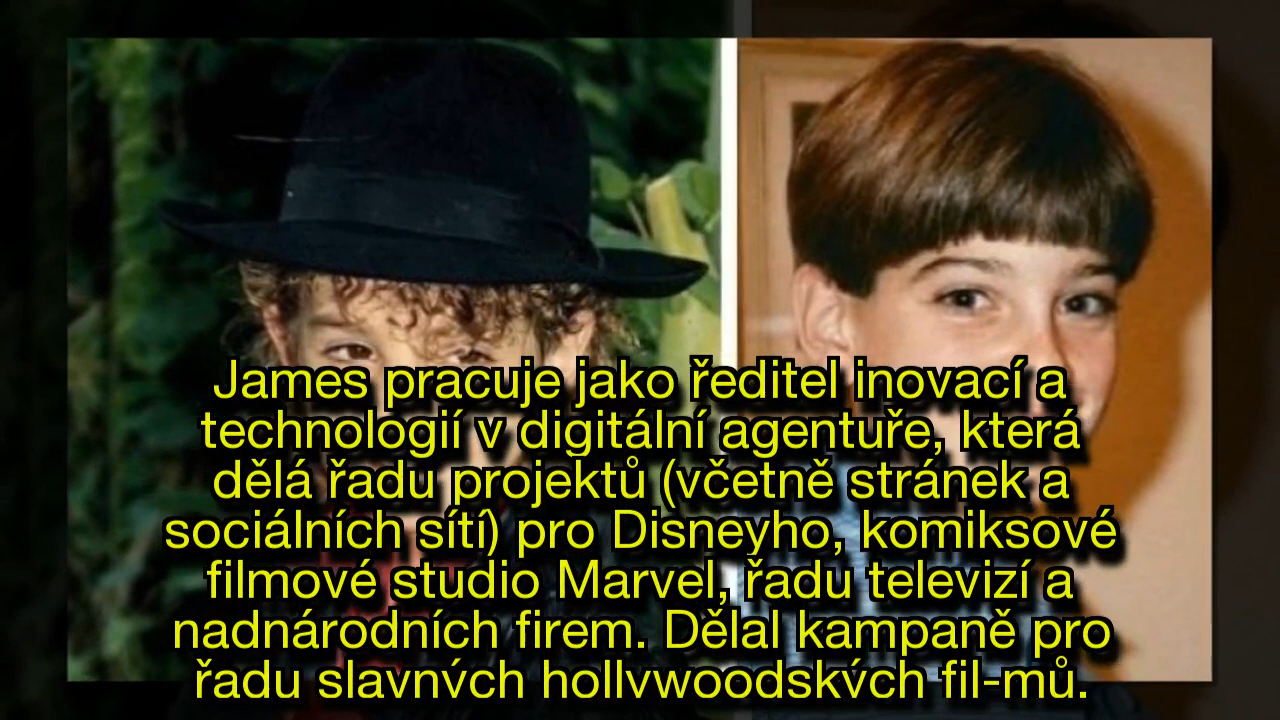 James pracuje jako ředitel inovací a
technologií v digitální agentuře, která
dělá řadu projektů (včetně stránek a
sociálních sítí) pro Disneyho, komiksové
filmové studio Marvel, řadu televizí a
nadnárodních firem. Dělal kampaně pro
řadu slavných hollywoodských fil-mů.